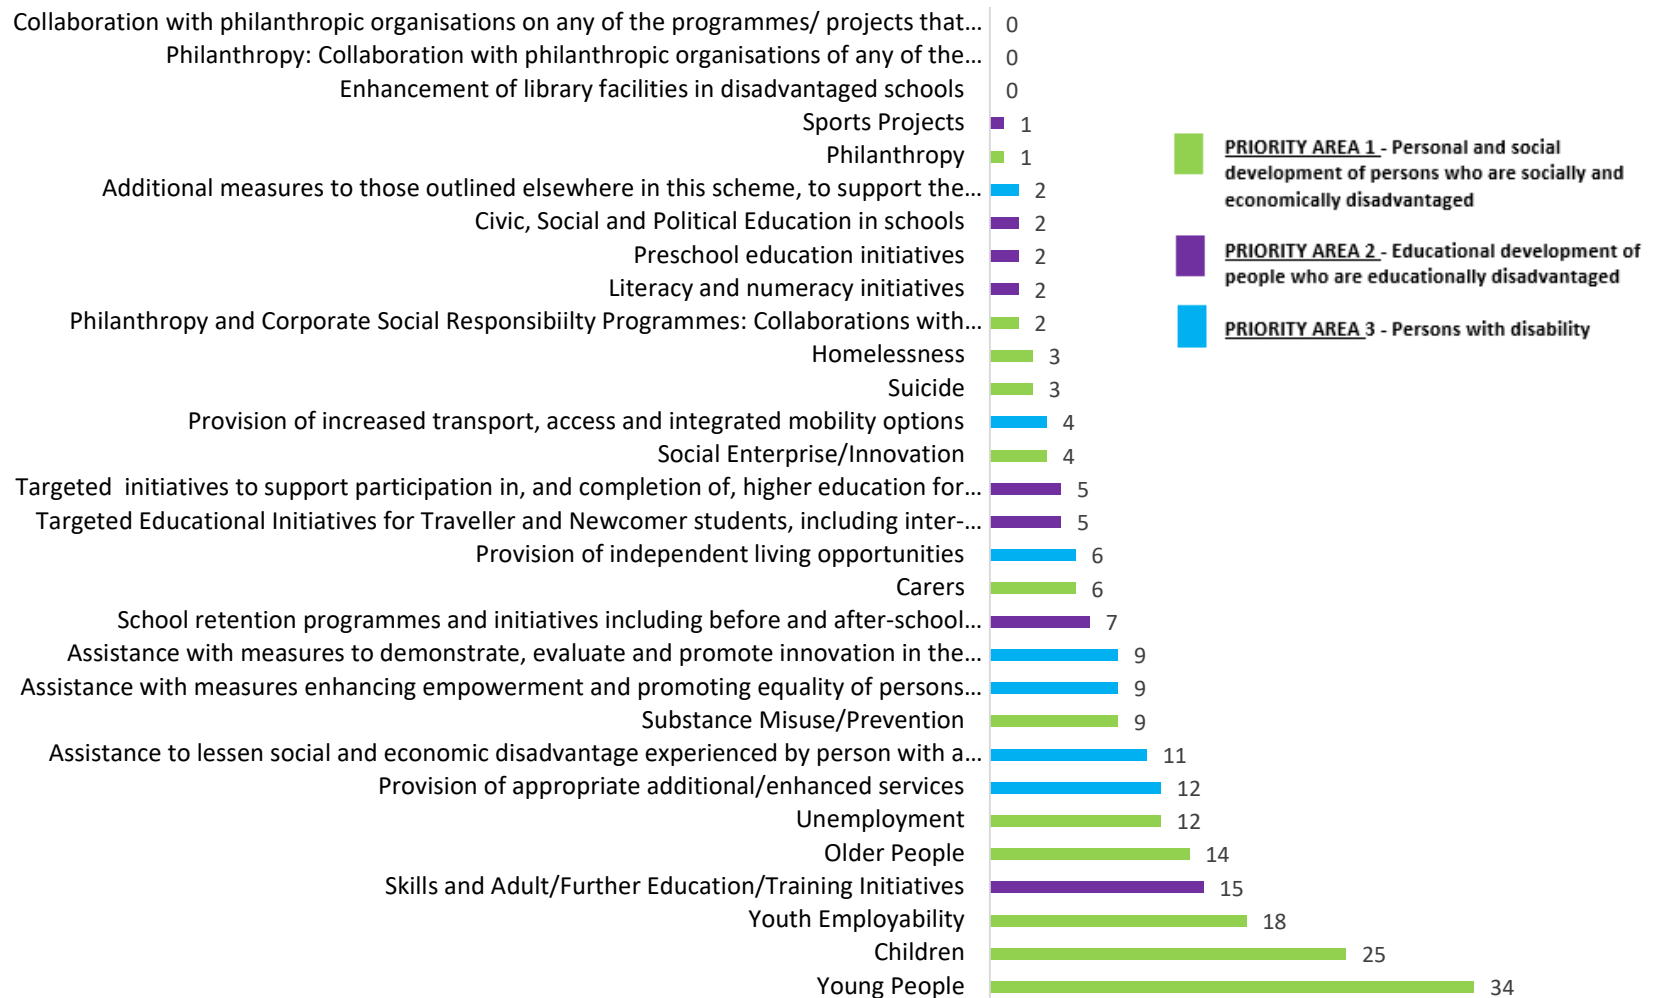 Collaboration with philanthropic organisations on any of the programmes/ projects that... 0
Philanthropy: Collaboration with philanthropic organisations of any of the... 0
Enhancement of library facilities in disadvantaged schools 0
Sports Projects 1
Philanthropy 1
Additional measures to those outlined elsewhere in this scheme, to support the... 2
Civic, Social and Political Education in schools 2
Preschool education initiatives 2
Literacy and numeracy initiatives 2
Philanthropy and Corporate Social Responsibiilty Programmes: Collaborations with... 2
Homelessness 3
Suicide 3
Provision of increased transport, access and integrated mobility options 4
Social Enterprise/Innovation 4
Targeted  initiatives to support participation in, and completion of, higher education for... 5
Targeted Educational Initiatives for Traveller and Newcomer students, including inter-... 5
Provision of independent living opportunities 6
Carers 6
School retention programmes and initiatives including before and after-school... 7
Assistance with measures to demonstrate, evaluate and promote innovation in the... 9
Assistance with measures enhancing empowerment and promoting equality of persons... 9
Substance Misuse/Prevention 9
Assistance to lessen social and economic disadvantage experienced by person with a... 11
Provision of appropriate additional/enhanced services 12
Unemployment 12
Older People 14
Skills and Adult/Further Education/Training Initiatives 15
Youth Employability 18
Children 25
Young People 34
PRIORITY AREA 1 - Personal and social
development of persons who are socially and
economically disadvantaged
PRIORITY AREA 2 - Educational development of
people who are educationally disadvantaged
PRIORITY AREA 3 - Persons with disability